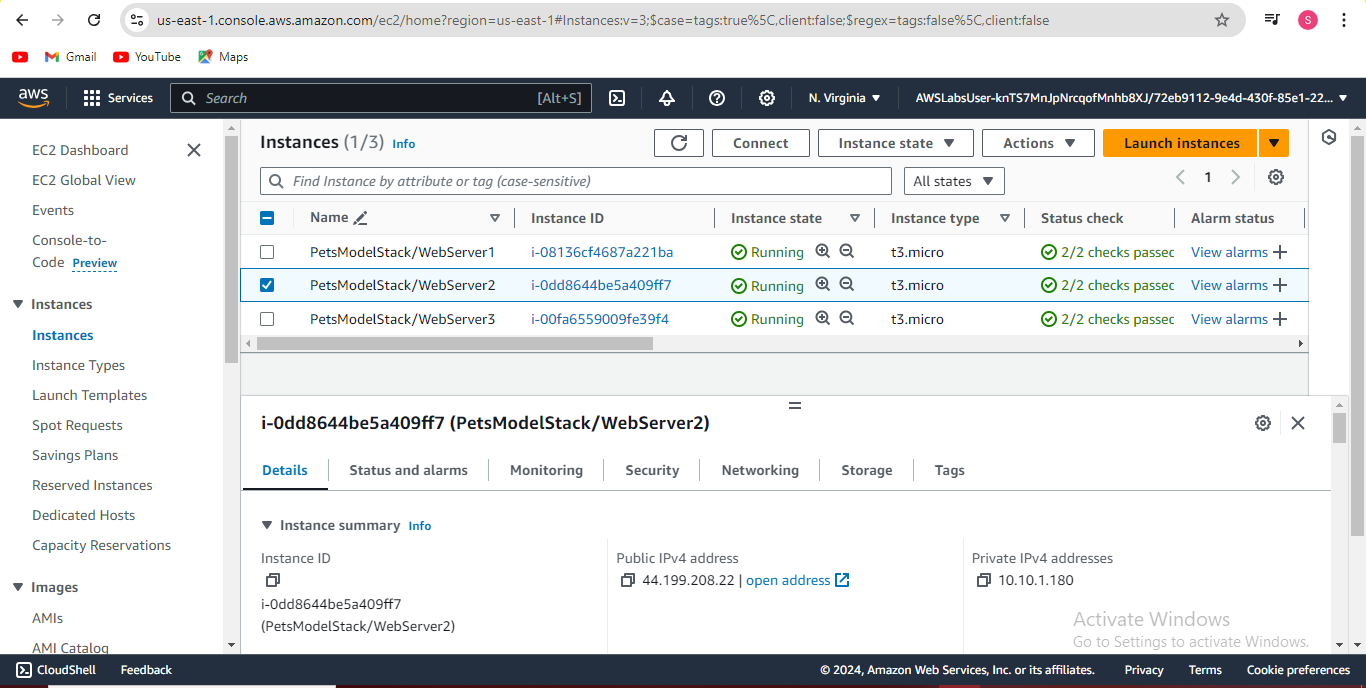 us-east-1.console.aws.amazon.com/ec2/home?region=us-east-1#Instances:v=3;$case=tags:true%5C,client:false;$regex=tags:false%5C,client:false
S
Gmail YouTube Maps
aws Services Search [Alt+S] N. Virginia AWSLabsUser-knTS7MnJpNrcqofMnhb8XJ/72eb9112-9e4d-430f-85e1-22...
EC2 Dashboard
EC2 Global View
Events
Console-to-
Code Preview
Instances
Instances
Instance Types
Launch Templates
Spot Requests
Savings Plans
Reserved Instances
Dedicated Hosts
Capacity Reservations
Images
AMIs
AMI Catalog
Instances (1/3) Info Connect Instance state Actions Launch instances
Find Instance by attribute or tag (case-sensitive) All states 1
Name Instance ID Instance state Instance type Status check Alarm status
PetsModelStack/WebServer1 i-08136cf4687a221ba Running t3.micro 2/2 checks passec View alarms
PetsModelStack/WebServer2 i-0dd8644be5a409ff7 Running t3.micro 2/2 checks passec View alarms
PetsModelStack/WebServer3 i-00fa6559009fe39f4 Running t3.micro 2/2 checks passec View alarms
i-0dd8644be5a409ff7 (PetsModelStack/WebServer2)
Details Status and alarms Monitoring Security Networking Storage Tags
Instance summary Info
Instance ID Public IPv4 address Private IPv4 addresses
44.199.208.22 | open address 10.10.1.180
i-0dd8644be5a409ff7
(PetsModelStack/WebServer2)
Activate Windows
Go to Settings to activate Windows.
CloudShell Feedback © 2024, Amazon Web Services, Inc. or its affiliates. Privacy Terms Cookie preferences